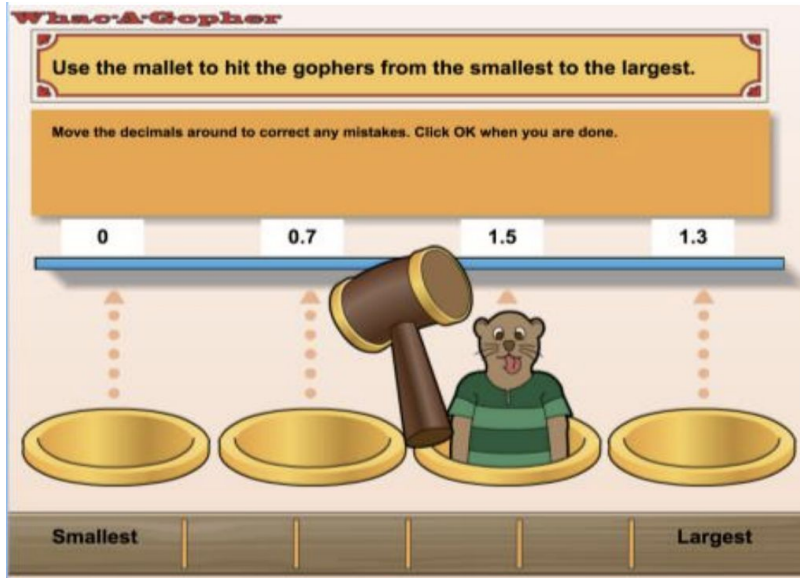 Whac-A-Gopher
Use the mallet to hit the gophers from the smallest to the largest.
Move the decimals around to correct any mistakes. Click OK when you are done.
0 0.7 1.5 1.3
Smallest Largest